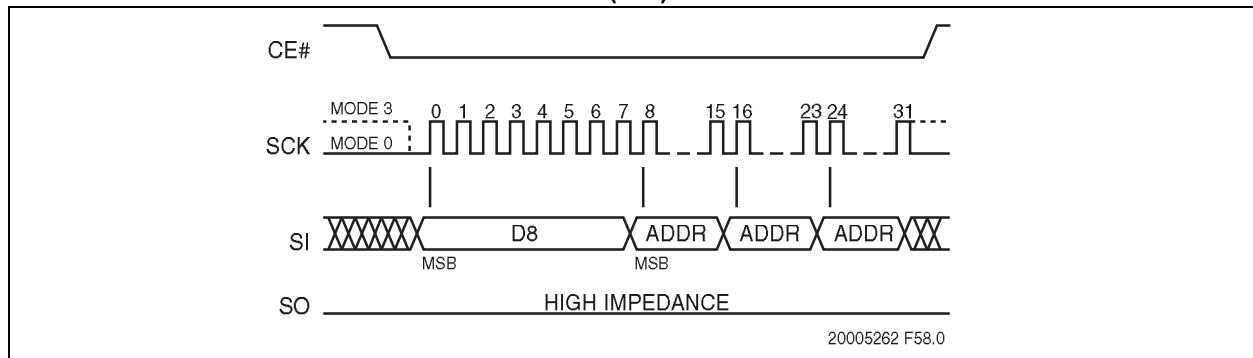 CE#
MODE 3
0 1 2 3 4 5 6 7 8 15 16 23 24 31
SCK MODE 0
SI D8 ADDR ADDR ADDR
MSB MSB
SO HIGH IMPEDANCE
20005262 F58.0